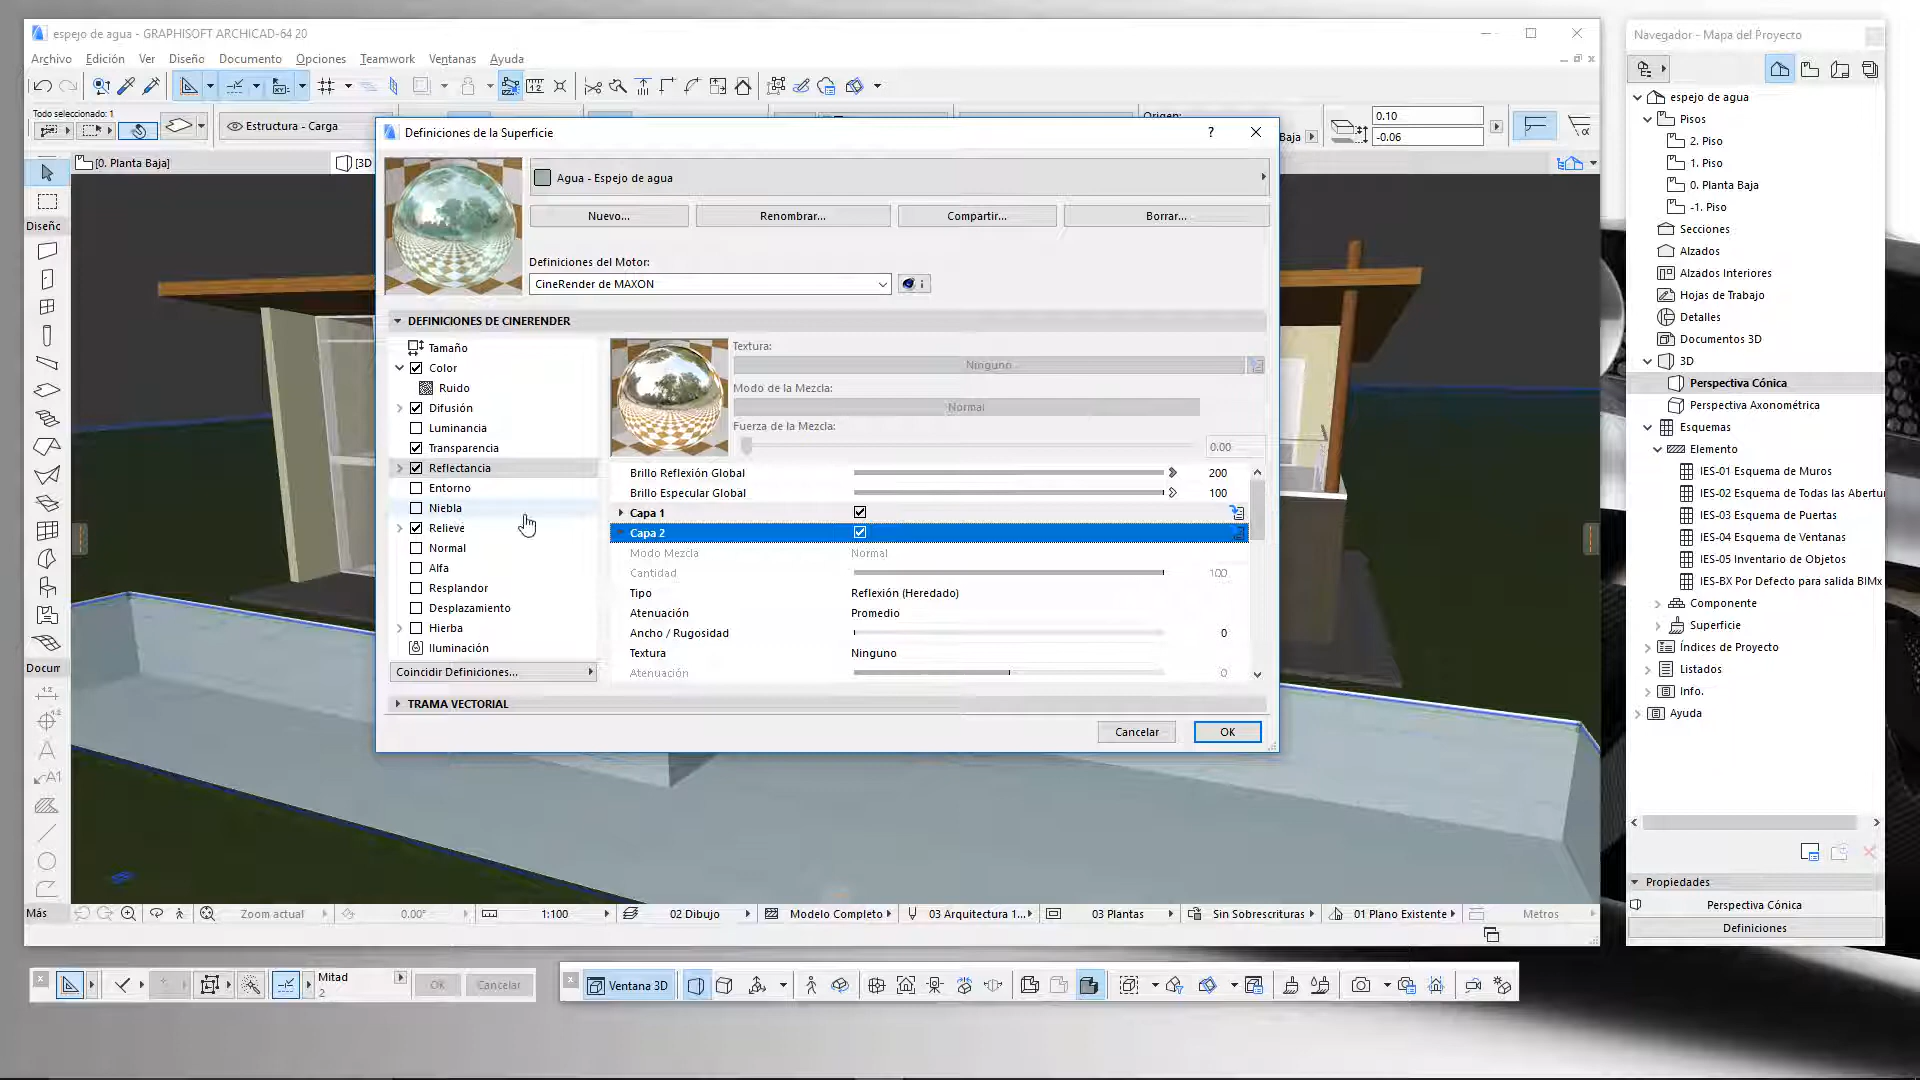 espejo de agua - GRAPHISOFT ARCHICAD-64 20
Archivo Edición Ver Diseño Documento Opciones Teamwork Ventanas Ayuda
Todo seleccionado: 1
Estructura - Carga
Baja
0.10
-0.06
[0. Planta Baja]
[3D
Diseñc
Docum
Más
Definiciones de la Superficie
?
Agua - Espejo de agua
Nuevo... Renombrar... Compartir... Borrar...
Definiciones del Motor:
CineRender de MAXON
i
DEFINICIONES DE CINERENDER
Tamaño
Color
Ruido
Difusión
Luminancia
Transparencia
Reflectancia
Entorno
Niebla
Relieve
Normal
Alfa
Resplandor
Desplazamiento
Hierba
Iluminación
Coincidir Definiciones...
Textura:
Ninguno
Modo de la Mezcla:
Normal
Fuerza de la Mezcla:
0.00
Brillo Reflexión Global 200
Brillo Especular Global 100
Capa 1
Capa 2
Modo Mezcla Normal
Cantidad 100
Tipo Reflexión (Heredado)
Atenuación Promedio
Ancho / Rugosidad 0
Textura Ninguno
Atenuación 0
TRAMA VECTORIAL
Cancelar OK
Zoom actual 0.00° 1:100 02 Dibujo Modelo Completo 03 Arquitectura 1... 03 Plantas Sin Sobrescrituras 01 Plano Existente Metros
Mitad
2
OK Cancelar
Ventana 3D
Navegador - Mapa del Proyecto
espejo de agua
Pisos
2. Piso
1. Piso
0. Planta Baja
-1. Piso
Secciones
Alzados
Alzados Interiores
Hojas de Trabajo
Detalles
Documentos 3D
3D
Perspectiva Cónica
Perspectiva Axonométrica
Esquemas
Elemento
IES-01 Esquema de Muros
IES-02 Esquema de Todas las Abertu
IES-03 Esquema de Puertas
IES-04 Esquema de Ventanas
IES-05 Inventario de Objetos
IES-BX Por Defecto para salida BIMx
Componente
Superficie
Índices de Proyecto
Listados
Info.
Ayuda
Propiedades
Perspectiva Cónica
Definiciones